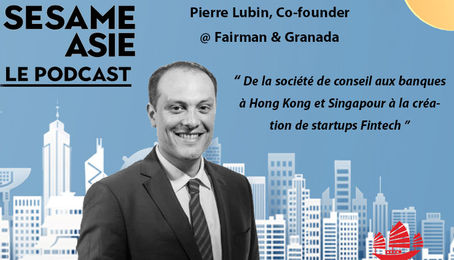 SESAME
ASIE
LE PODCAST
Pierre Lubin, Co-founder
@ Fairman & Granada
“ De la société de conseil aux banques
à Hong Kong et Singapour à la créa-
tion de startups Fintech ”